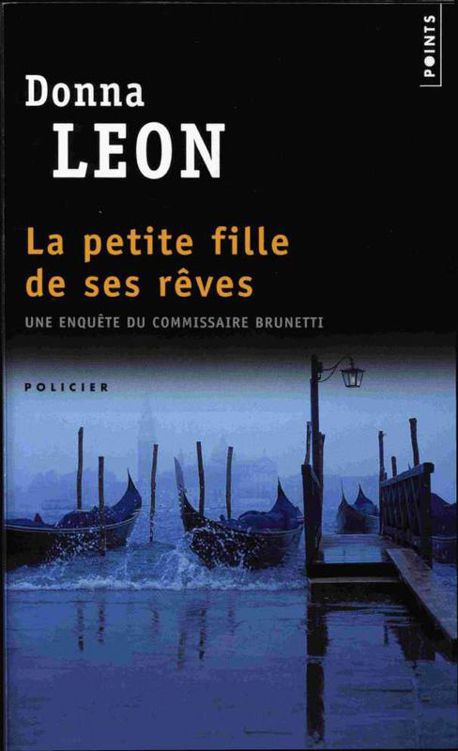 POINTS
Donna
LEON
La petite fille
de ses rêves
UNE ENQUÊTE DU COMMISSAIRE BRUNETTI
POLICIER